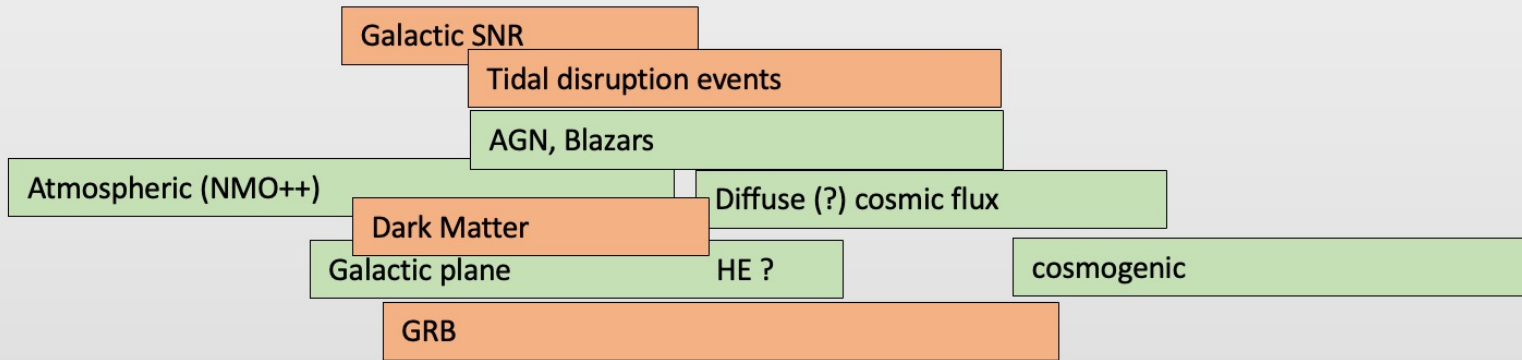 Galactic SNR
Tidal disruption events
AGN, Blazars
Atmospheric (NMO++)
Diffuse (?) cosmic flux
Dark Matter
Galactic plane HE ?
cosmogenic
GRB